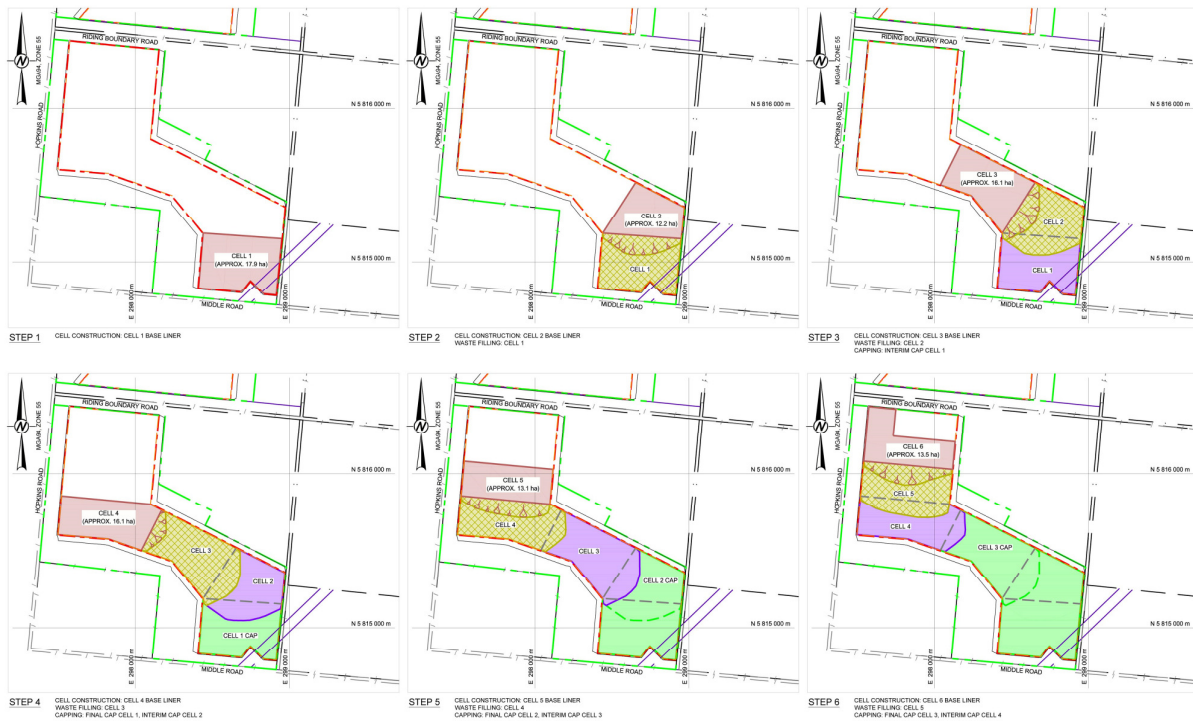 RIDING BOUNDARY ROAD
N
MGA94, ZONE 55
HOPKINS ROAD
N 5 816 000 m
CELL 1
(APPROX. 17.9 ha)
N 5 815 000 m
E 298 000 m
E 299 000 m
MIDDLE ROAD
STEP 1
CELL CONSTRUCTION: CELL 1 BASE LINER
RIDING BOUNDARY ROAD
N
MGA94, ZONE 55
HOPKINS ROAD
N 5 816 000 m
CELL 2
(APPROX. 12.2 ha)
CELL 1
N 5 815 000 m
E 298 000 m
E 299 000 m
MIDDLE ROAD
STEP 2
CELL CONSTRUCTION: CELL 2 BASE LINER
WASTE FILLING: CELL 1
RIDING BOUNDARY ROAD
N
MGA94, ZONE 55
HOPKINS ROAD
N 5 816 000 m
CELL 3
(APPROX. 16.1 ha)
CELL 2
CELL 1
N 5 815 000 m
E 298 000 m
E 299 000 m
MIDDLE ROAD
STEP 3
CELL CONSTRUCTION: CELL 3 BASE LINER
WASTE FILLING: CELL 2
CAPPING: INTERIM CAP CELL 1
RIDING BOUNDARY ROAD
N
MGA94, ZONE 55
HOPKINS ROAD
N 5 816 000 m
CELL 4
(APPROX. 16.1 ha)
CELL 3
CELL 2
CELL 1 CAP
N 5 815 000 m
E 298 000 m
E 299 000 m
MIDDLE ROAD
STEP 4
CELL CONSTRUCTION: CELL 4 BASE LINER
WASTE FILLING: CELL 3
CAPPING: FINAL CAP CELL 1, INTERIM CAP CELL 2
RIDING BOUNDARY ROAD
N
MGA94, ZONE 55
HOPKINS ROAD
N 5 816 000 m
CELL 5
(APPROX. 13.1 ha)
CELL 4
CELL 3
CELL 2 CAP
N 5 815 000 m
E 298 000 m
E 299 000 m
MIDDLE ROAD
STEP 5
CELL CONSTRUCTION: CELL 5 BASE LINER
WASTE FILLING: CELL 4
CAPPING: FINAL CAP CELL 2, INTERIM CAP CELL 3
RIDING BOUNDARY ROAD
N
MGA94, ZONE 55
HOPKINS ROAD
CELL 6
(APPROX. 13.5 ha)
N 5 816 000 m
CELL 5
CELL 4
CELL 3 CAP
N 5 815 000 m
E 298 000 m
E 299 000 m
MIDDLE ROAD
STEP 6
CELL CONSTRUCTION: CELL 6 BASE LINER
WASTE FILLING: CELL 5
CAPPING: FINAL CAP CELL 3, INTERIM CAP CELL 4